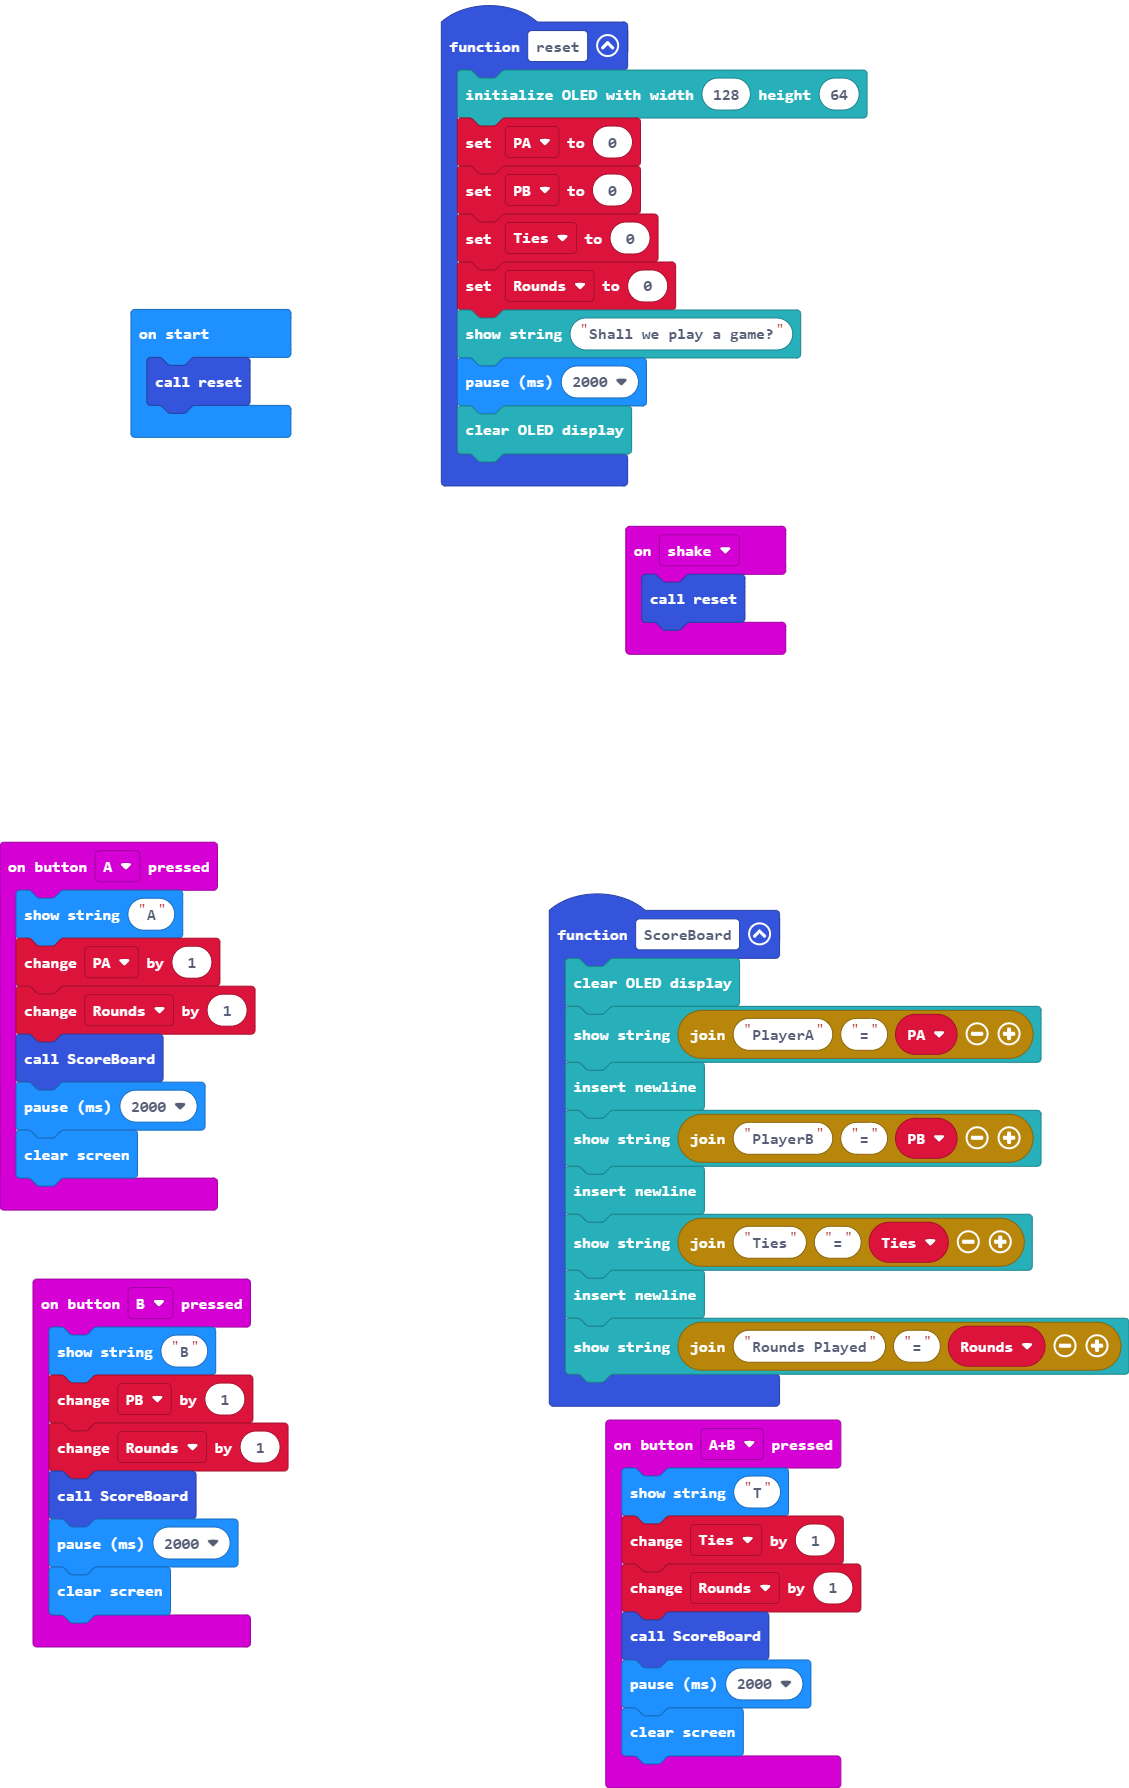 function reset
initialize OLED with width 128 height 64
set PA to 0
set PB to 0
set Ties to 0
set Rounds to 0
show string "Shall we play a game?"
pause (ms) 2000
clear OLED display
on start
call reset
on shake
call reset
on button A pressed
show string "A"
change PA by 1
change Rounds by 1
call ScoreBoard
pause (ms) 2000
clear screen
function ScoreBoard
clear OLED display
show string join "PlayerA" "=" PA
insert newline
show string join "PlayerB" "=" PB
insert newline
show string join "Ties" "=" Ties
insert newline
show string join "Rounds Played" "=" Rounds
on button B pressed
show string "B"
change PB by 1
change Rounds by 1
call ScoreBoard
pause (ms) 2000
clear screen
on button A+B pressed
show string "T"
change Ties by 1
change Rounds by 1
call ScoreBoard
pause (ms) 2000
clear screen